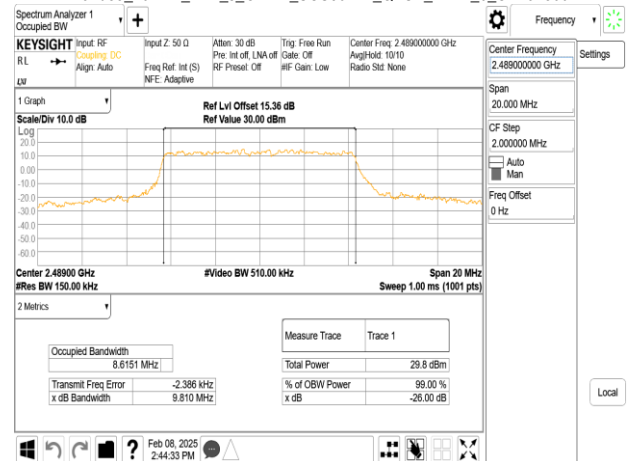 Spectrum Analyzer 1
Occupied BW
Frequency
KEYSIGHT
RL
Input: RF
Coupling: DC
Align: Auto
Input Z: 50 Ω
Freq Ref: Int (S)
NFE: Adaptive
Atten: 30 dB
Pre: Int off, LNA off
RF Preset: Off
Trig: Free Run
Gate: Off
#IF Gain: Low
Center Freq: 2.489000000 GHz
Avg|Hold: 10/10
Radio Std: None
Center Frequency
2.489000000 GHz
Settings
Span
20.000 MHz
CF Step
2.000000 MHz
Auto
Man
Freq Offset
0 Hz
1 Graph
Scale/Div 10.0 dB
Ref Lvl Offset 15.36 dB
Ref Value 30.00 dBm
Log
20.0
10.0
0.00
-10.0
-20.0
-30.0
-40.0
-50.0
-60.0
Center 2.48900 GHz
#Video BW 510.00 kHz
Span 20 MHz
#Res BW 150.00 kHz
Sweep 1.00 ms (1001 pts)
2 Metrics
Measure Trace
Trace 1
Occupied Bandwidth
8.6151 MHz
Total Power
29.8 dBm
Transmit Freq Error
-2.386 kHz
% of OBW Power
99.00 %
x dB Bandwidth
9.810 MHz
x dB
-26.00 dB
Local
?
Feb 08, 2025
2:44:33 PM